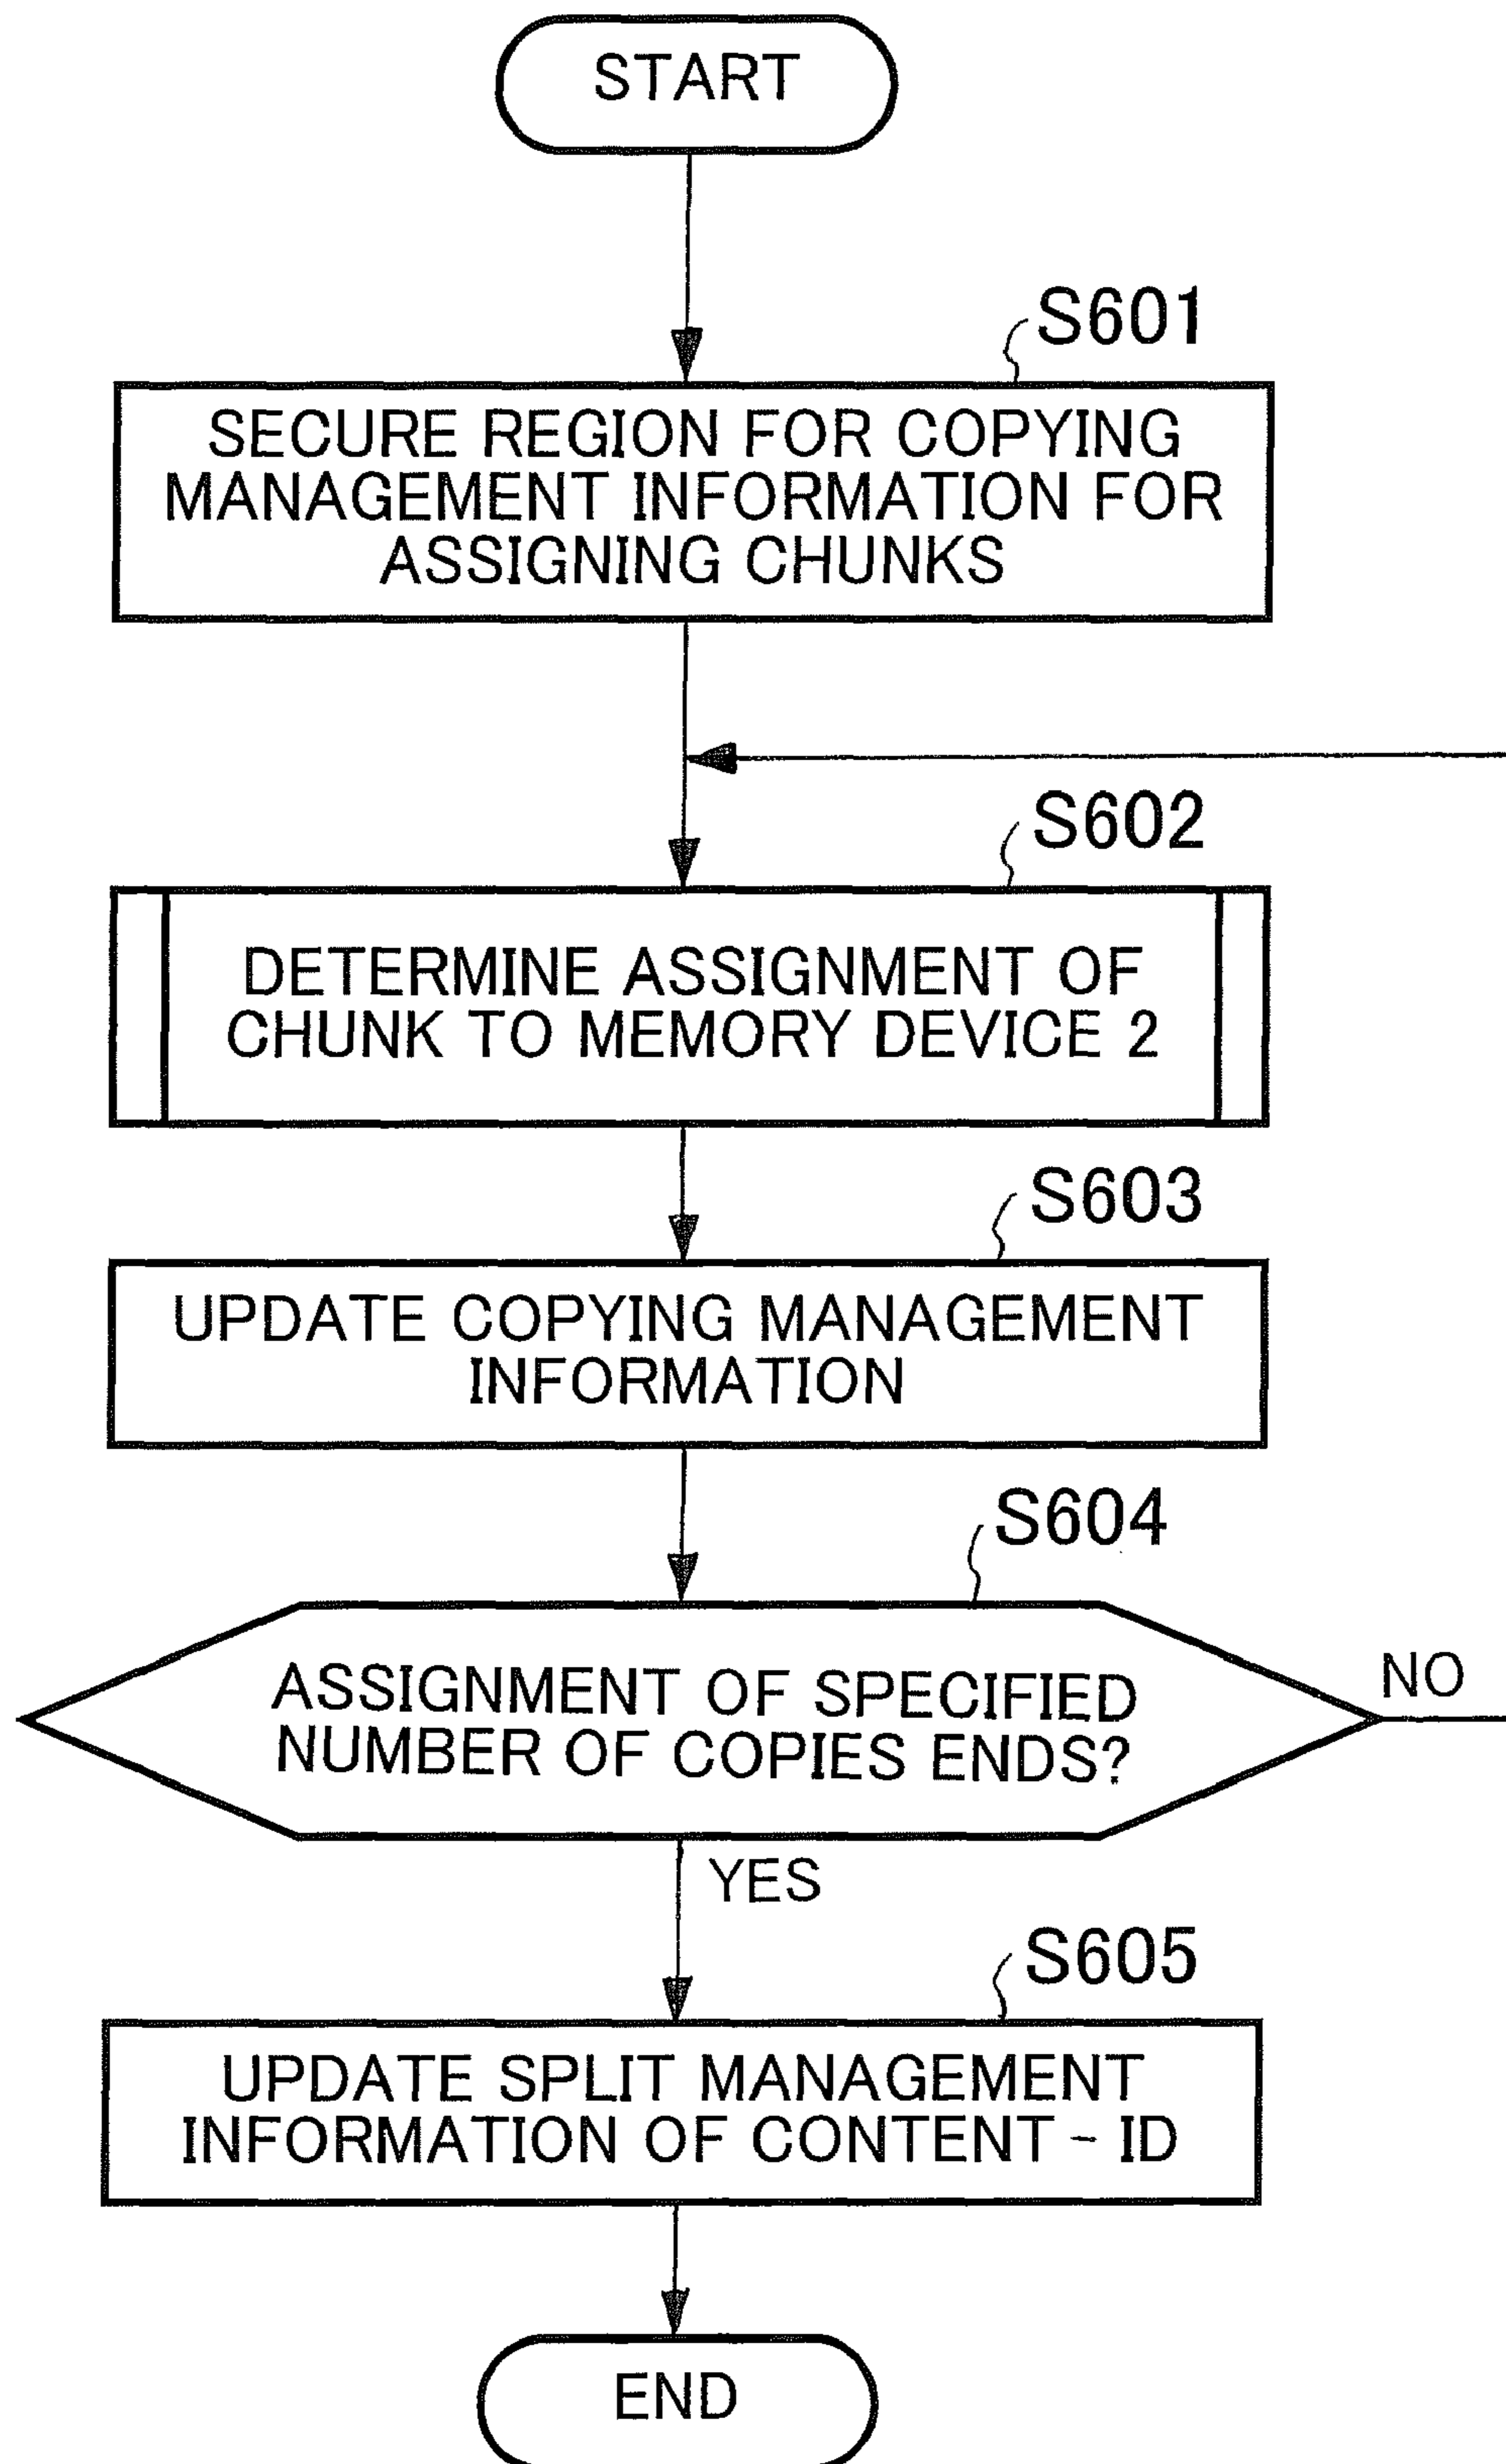 START
S601
SECURE REGION FOR COPYING
MANAGEMENT INFORMATION FOR
ASSIGNING CHUNKS
S602
DETERMINE ASSIGNMENT OF
CHUNK TO MEMORY DEVICE 2
S603
UPDATE COPYING MANAGEMENT
INFORMATION
S604
ASSIGNMENT OF SPECIFIED
NUMBER OF COPIES ENDS?
NO
YES
S605
UPDATE SPLIT MANAGEMENT
INFORMATION OF CONTENT - ID
END